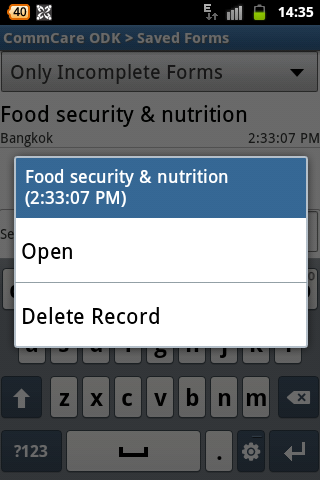 40
E
14:35
CommCare ODK > Saved Forms
Only Incomplete Forms
Food security & nutrition
Bangkok 2:33:07 PM
Food security & nutrition
(2:33:07 PM)
Open
Delete Record
Se
z x c v b n m
?123 .